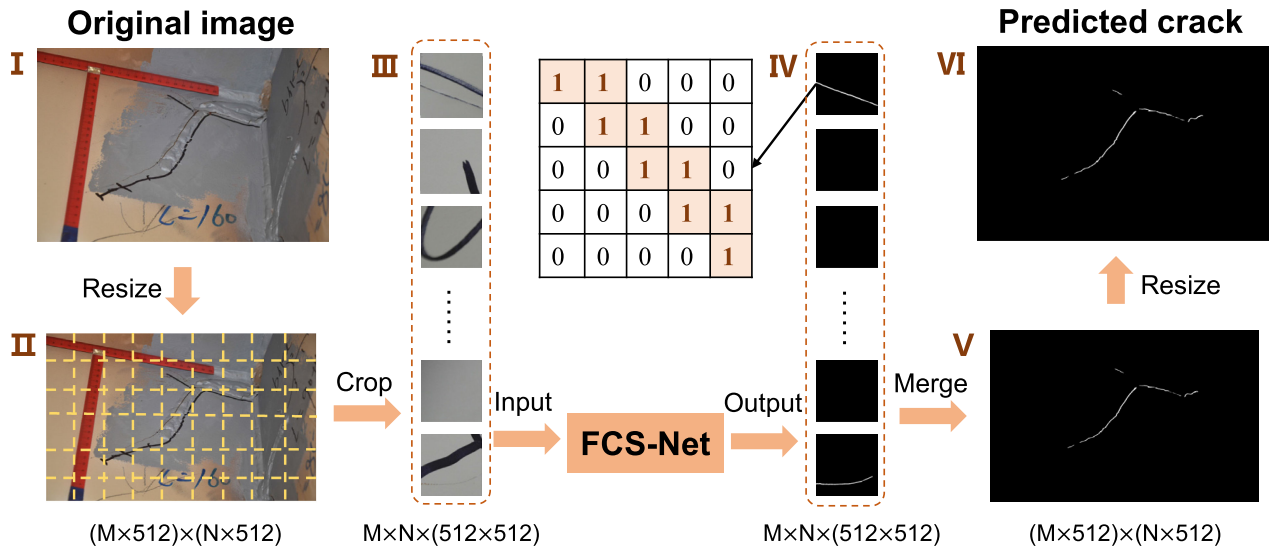 Original image
Predicted crack
I
III
IV
VI
1 1 0 0 0
0 1 1 0 0
0 0 1 1 0
0 0 0 1 1
0 0 0 0 1
L=160
Resize
Resize
II
V
Crop
Input
FCS-Net
Output
Merge
L=160
(M×512)×(N×512)
M×N×(512×512)
M×N×(512×512)
(M×512)×(N×512)